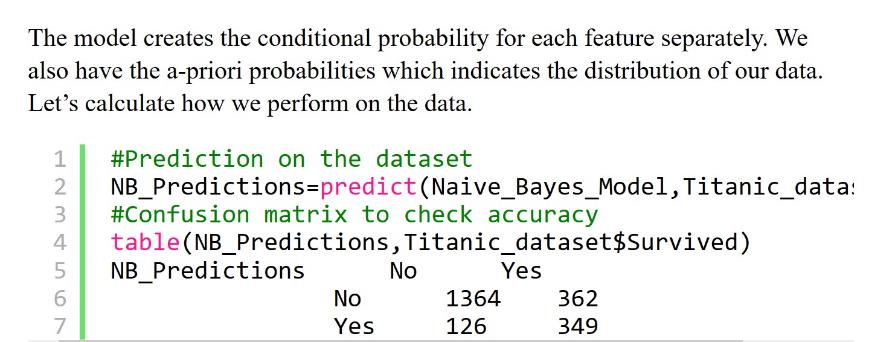 The model creates the conditional probability for each feature separately. We
also have the a-priori probabilities which indicates the distribution of our data.
Let's calculate how we perform on the data.
1 #Prediction on the dataset
2 NB_Predictions=predict(Naive_Bayes_Model,Titanic_datas
3 #Confusion matrix to check accuracy
4 table(NB_Predictions,Titanic_dataset$Survived)
5 NB_Predictions No Yes
6 No 1364 362
7 Yes 126 349